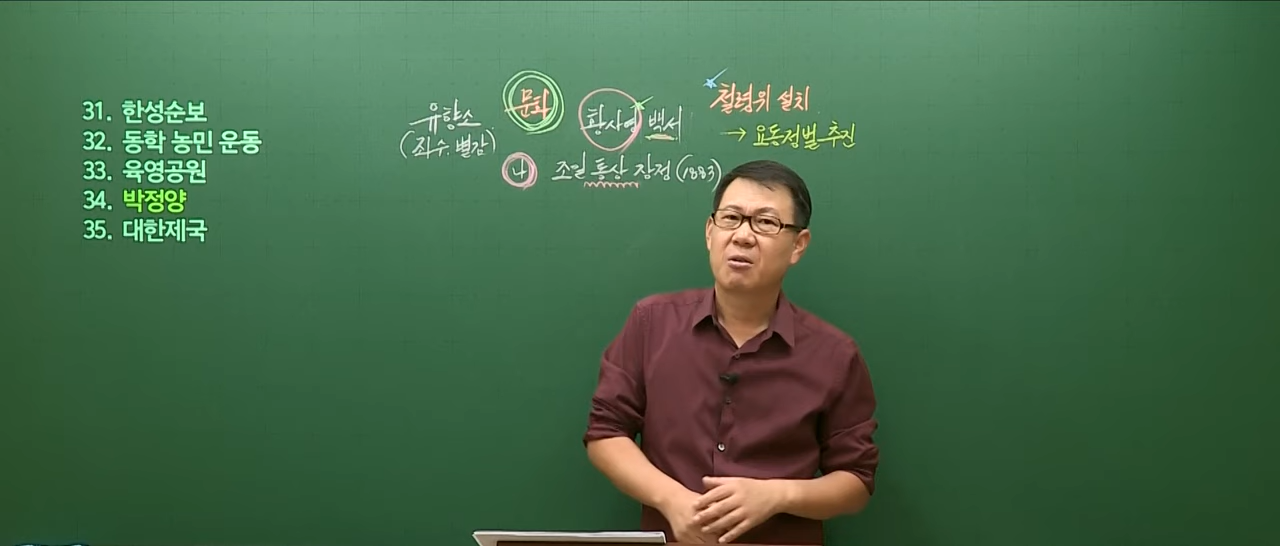 31. 한성순보
32. 동학 농민 운동
33. 육영공원
34. 박정양
35. 대한제국
유향소
(좌수. 별감)
문화
황사영 백서
철령위 설치
→ 요동정벌 추진
나 조일 통상 장정 (1883)